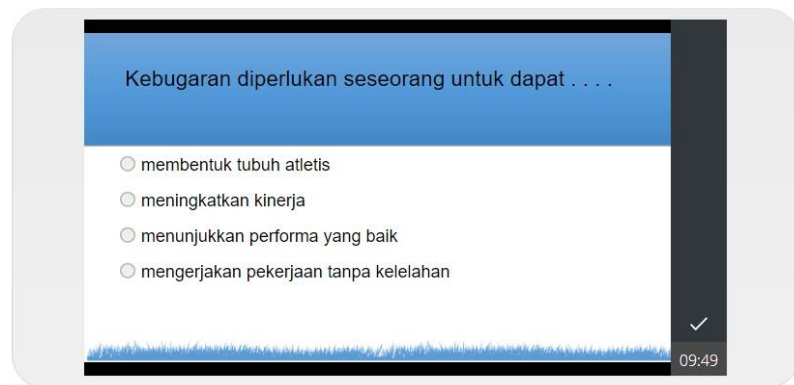 Kebugaran diperlukan seseorang untuk dapat . . . .
membentuk tubuh atletis
meningkatkan kinerja
menunjukkan performa yang baik
mengerjakan pekerjaan tanpa kelelahan
09:49